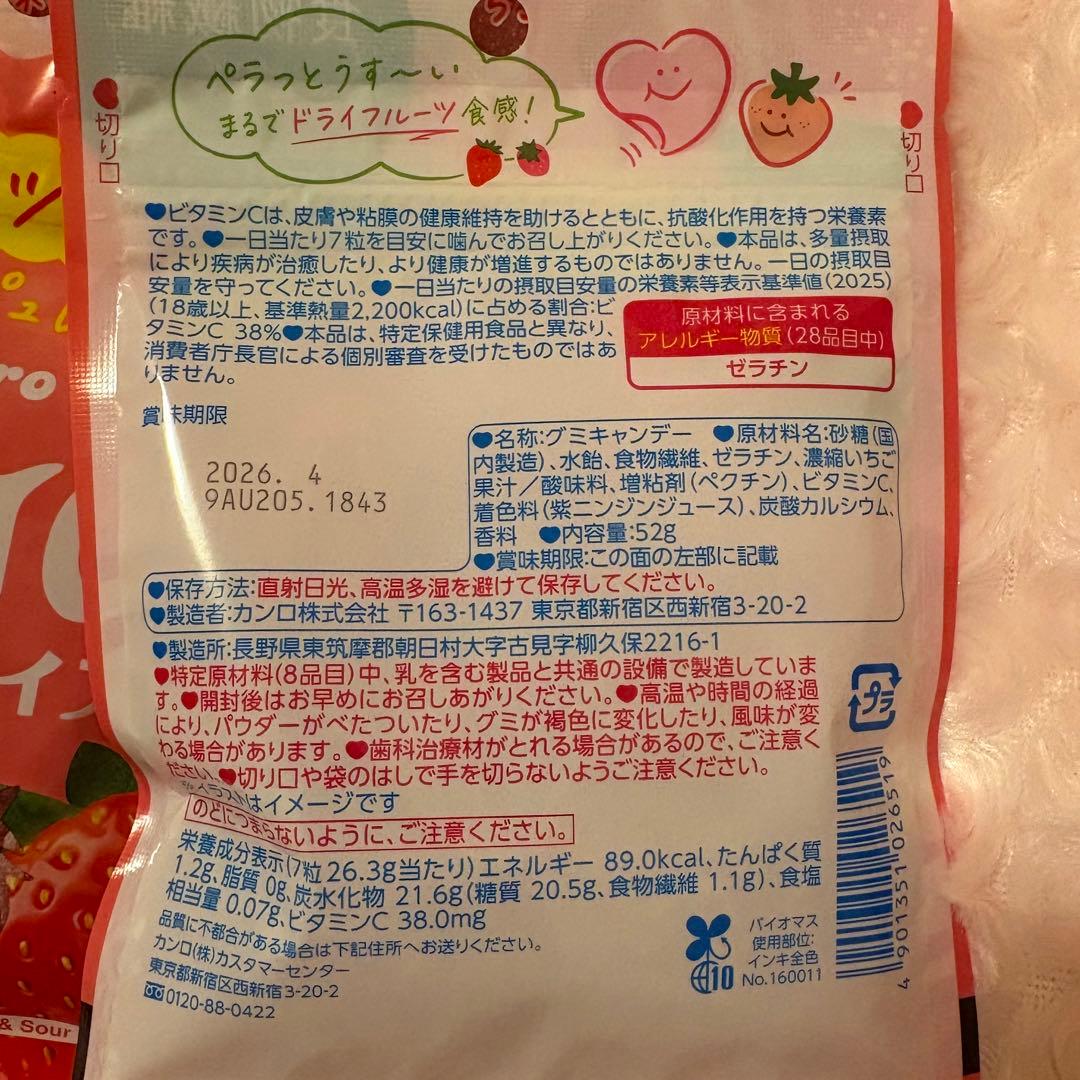 ペラっとうす〜い
まるでドライフルーツ食感!
切り口
切り口
♥ビタミンCは、皮膚や粘膜の健康維持を助けるとともに、抗酸化作用を持つ栄養素
です。♥一日当たり7粒を目安に噛んでお召し上がりください。♥本品は、多量摂取
により疾病が治癒したり、より健康が増進するものではありません。一日の摂取目
安量を守ってください。♥一日当たりの摂取目安量の栄養素等表示基準値(2025)
(18歳以上、基準熱量2,200kcal)に占める割合:ビ
タミンC 38%♥本品は、特定保健用食品と異なり、
消費者庁長官による個別審査を受けたものではあ
りません。
原材料に含まれる
アレルギー物質(28品目中)
ゼラチン
賞味期限
2026. 4
9AU205.1843
♥名称:グミキャンデー ♥原材料名:砂糖(国
内製造)、水飴、食物繊維、ゼラチン、濃縮いちご
果汁/酸味料、増粘剤(ペクチン)、ビタミンC、
着色料(紫ニンジンジュース)、炭酸カルシウム、
香料 ♥内容量:52g
♥賞味期限:この面の左部に記載
♥保存方法:直射日光、高温多湿を避けて保存してください。
♥製造者:カンロ株式会社 〒163-1437 東京都新宿区西新宿3-20-2
♥製造所:長野県東筑摩郡朝日村大字古見字柳久保2216-1
♥特定原材料(8品目)中、乳を含む製品と共通の設備で製造していま
す。♥開封後はお早めにお召しあがりください。♥高温や時間の経過
により、パウダーがべたついたり、グミが褐色に変化したり、風味が変
わる場合があります。♥歯科治療材がとれる場合があるので、ご注意く
ださい。♥切り口や袋のはしで手を切らないようご注意ください。
※イラストはイメージです
のどにつまらないように、ご注意ください。
栄養成分表示(7粒26.3g当たり)エネルギー 89.0kcal、たんぱく質
1.2g、脂質 0g、炭水化物 21.6g(糖質 20.5g、食物繊維 1.1g)、食塩
相当量 0.07g、ビタミンC 38.0mg
品質に不都合がある場合は下記住所へお送りください。
カンロ(株)カスタマーセンター
東京都新宿区西新宿3-20-2
0120-88-0422
プラ
4 901351 026519
10
バイオマス
使用部位:
インキ全色
No.160011
ro
& Sour